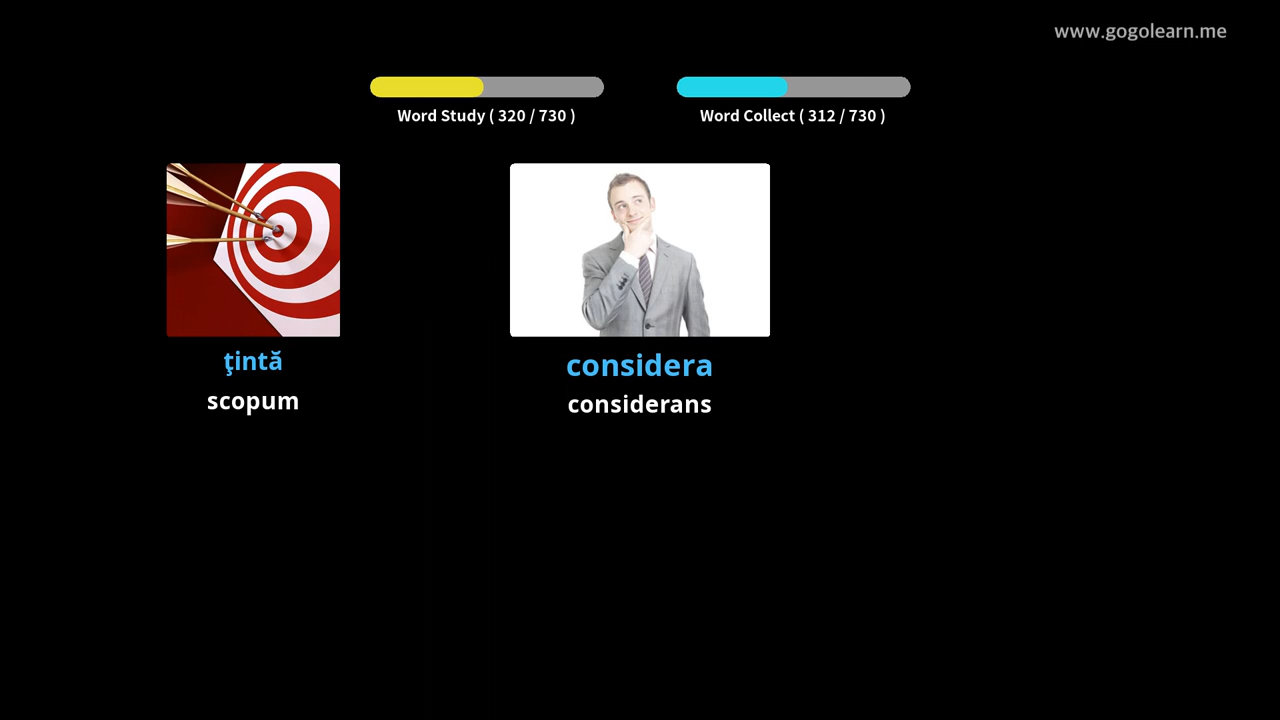 www.gogolearn.me
Word Study ( 320 / 730 )
Word Collect ( 312 / 730 )
ţintă
scopum
considera
considerans